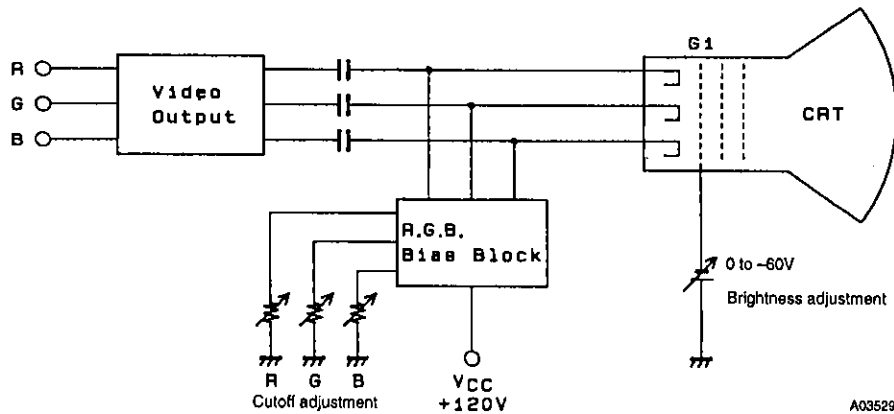 G1
R
G
B
Video
Output
CRT
R.G.B.
Bias Block
0 to –60V
Brightness adjustment
R G B
Cutoff adjustment
VCC
+120V
A03529